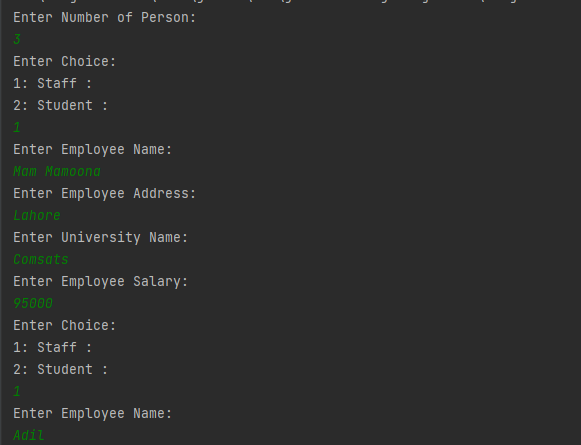 Enter Number of Person:
3
Enter Choice:
1: Staff :
2: Student :
1
Enter Employee Name:
Mam Mamoona
Enter Employee Address:
Lahore
Enter University Name:
Comsats
Enter Employee Salary:
95000
Enter Choice:
1: Staff :
2: Student :
1
Enter Employee Name:
Adil